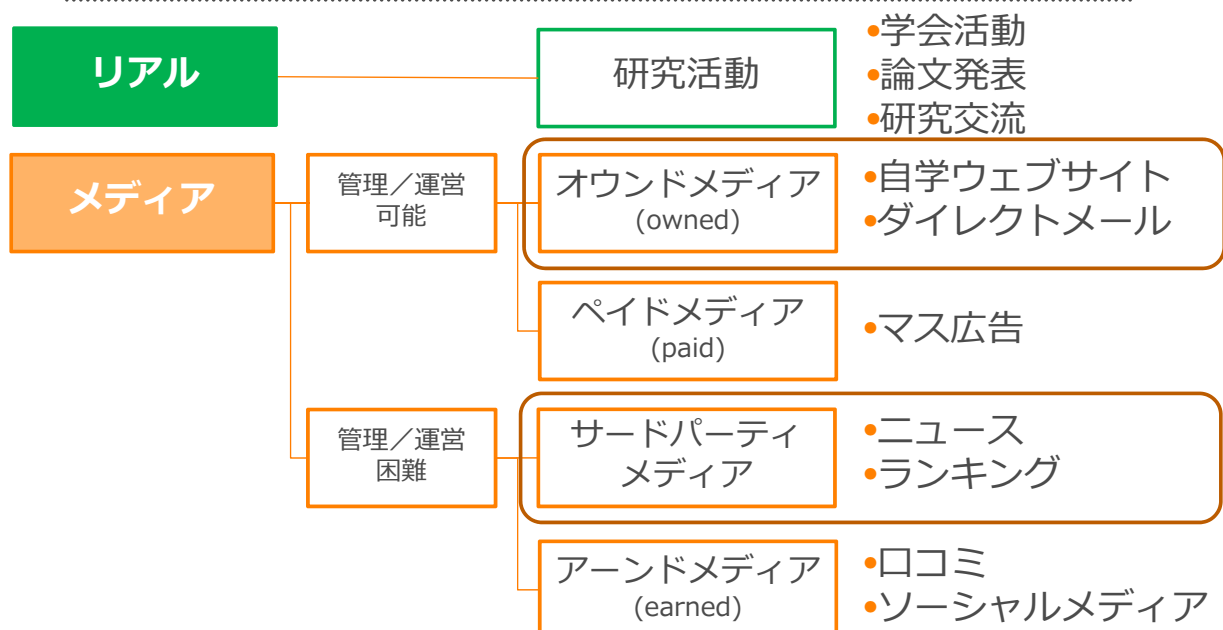 リアル
研究活動
•学会活動
•論文発表
•研究交流
メディア
管理／運営
可能
オウンドメディア
(owned)
•自学ウェブサイト
•ダイレクトメール
ペイドメディア
(paid)
•マス広告
管理／運営
困難
サードパーティ
メディア
•ニュース
•ランキング
アーンドメディア
(earned)
•口コミ
•ソーシャルメディア